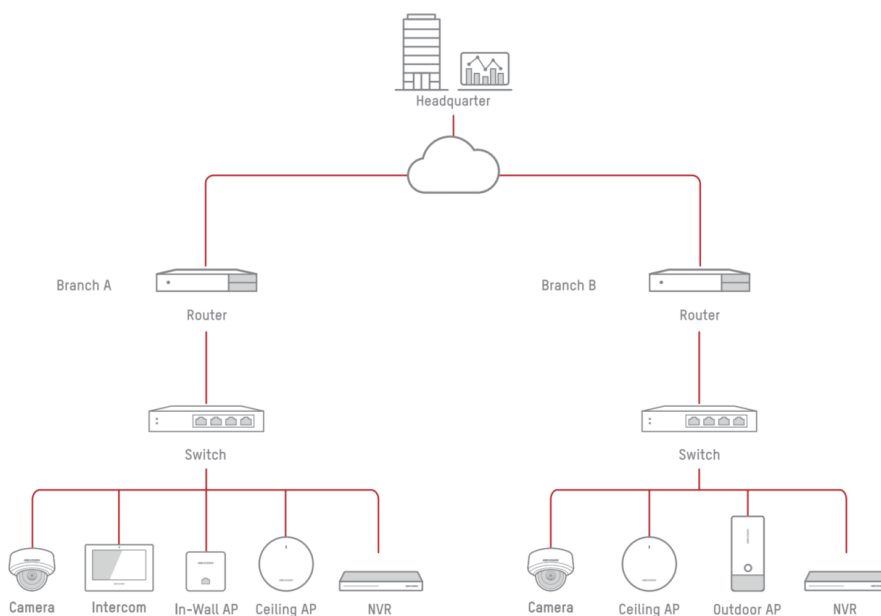 Headquarter
Branch A
Branch B
Router
Router
Switch
Switch
Camera
Intercom
In-Wall AP
Ceiling AP
NVR
Camera
Ceiling AP
Outdoor AP
NVR